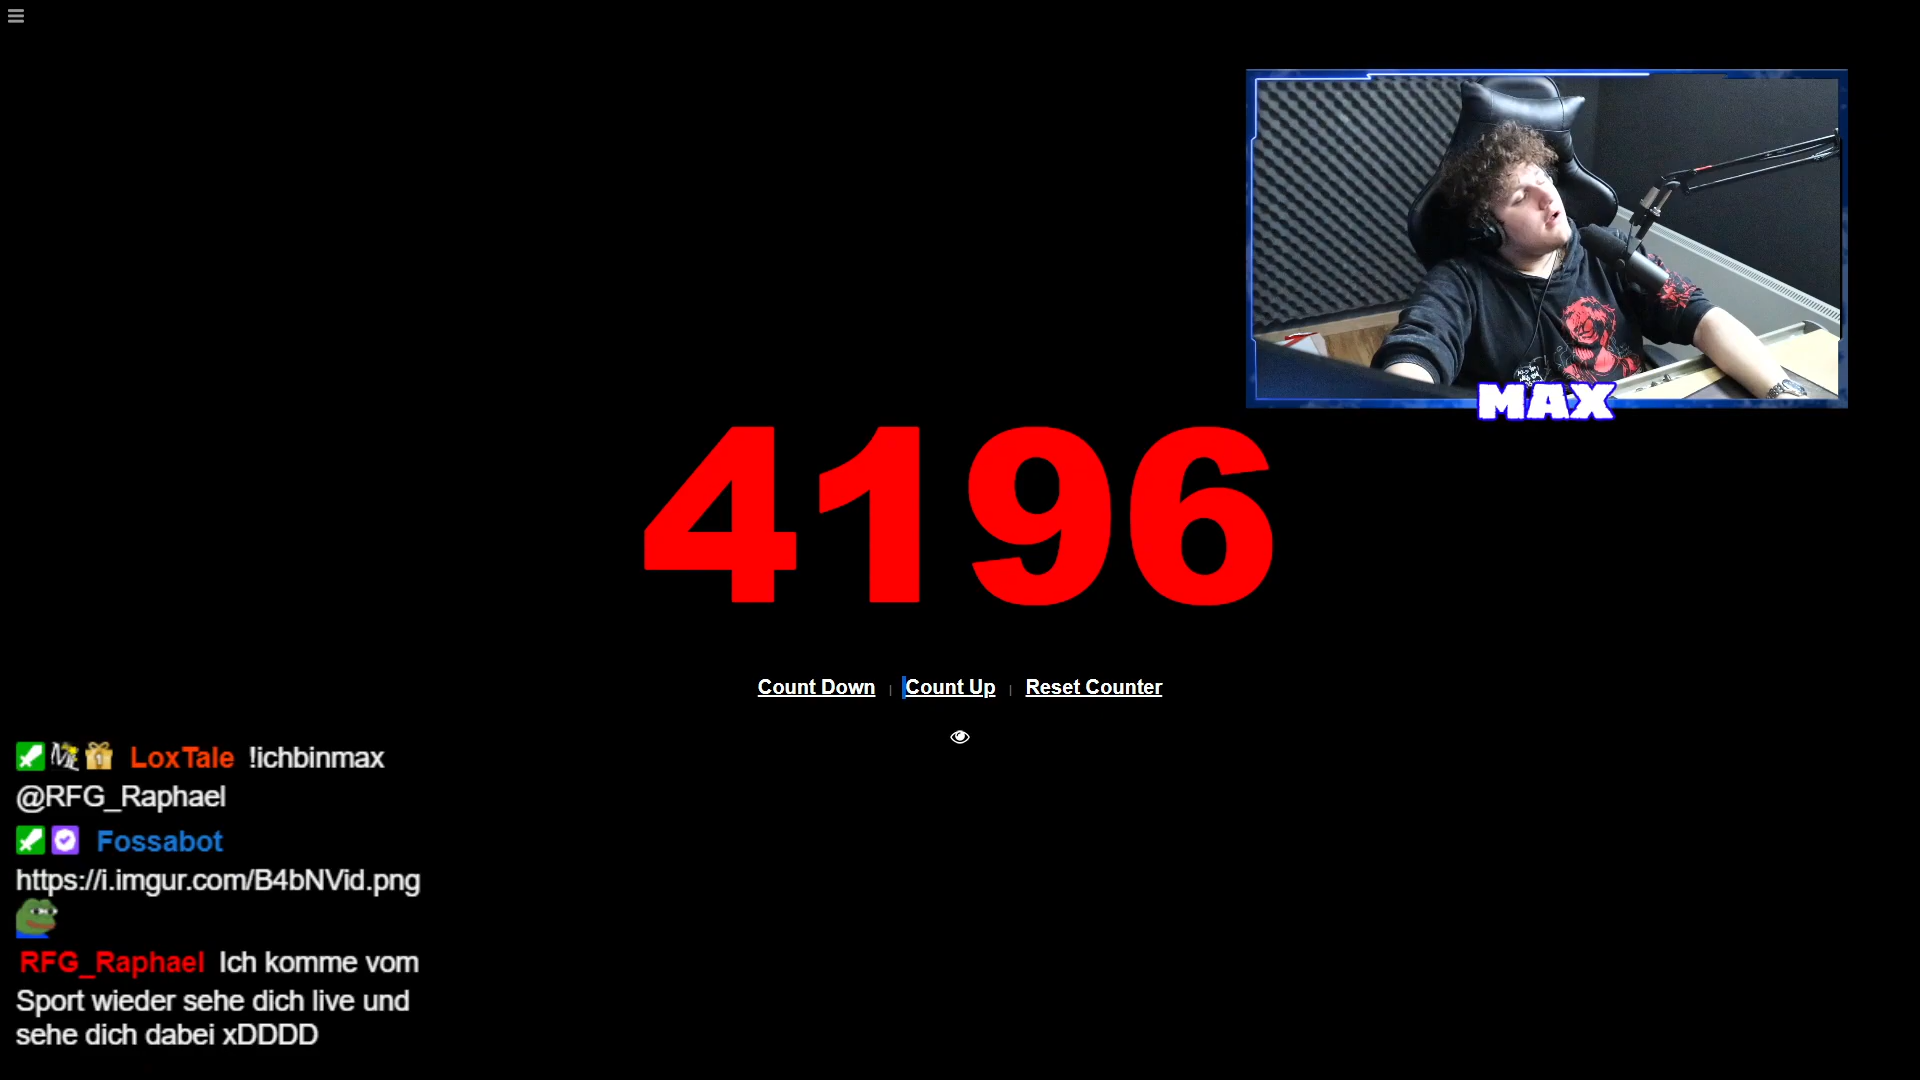 MAX
4196
Count Down | Count Up | Reset Counter
LoxTale !ichbinmax
@RFG_Raphael
Fossabot
https://i.imgur.com/B4bNVid.png
RFG_Raphael Ich komme vom
Sport wieder sehe dich live und
sehe dich dabei xDDDD